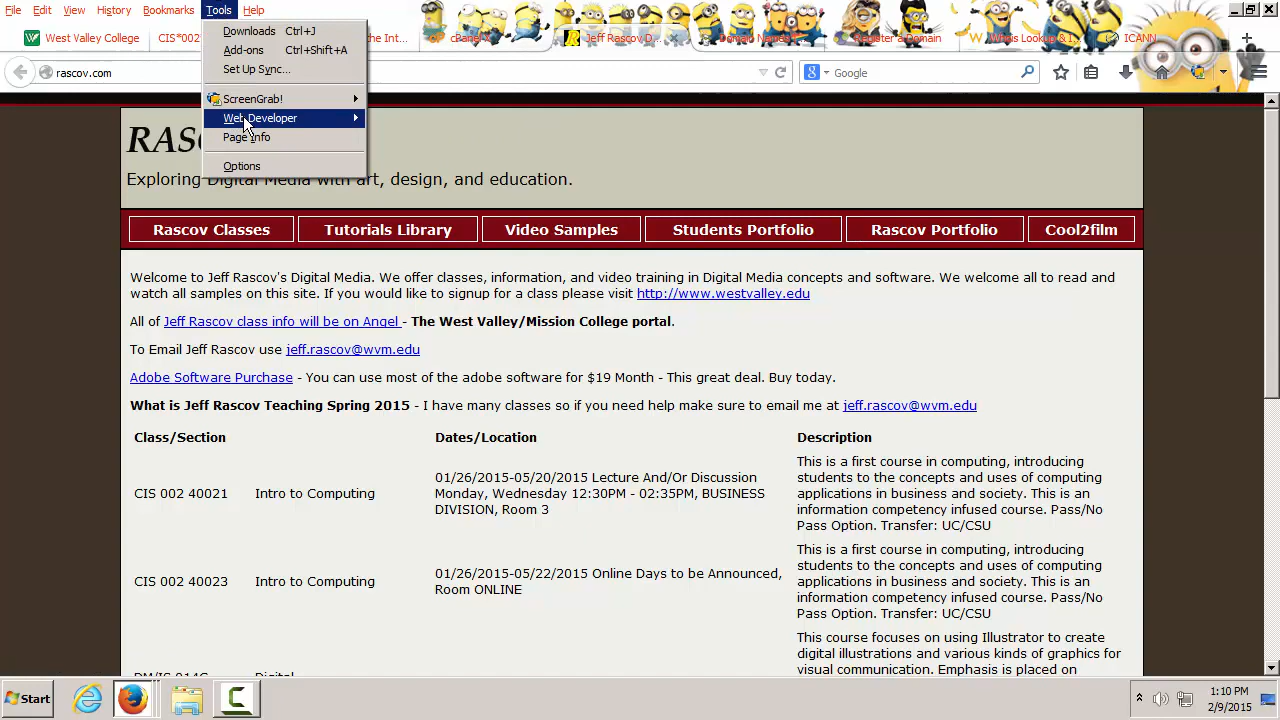 File Edit View History Bookmarks Tools Help
West Valley College CIS*002 the Int cPanel Jeff Rascov D... Domain Names Register a Domain Whois Lookup & I... ICANN
rascov.com Google
Downloads Ctrl+J
Add-ons Ctrl+Shift+A
Set Up Sync...
ScreenGrab!
Web Developer
Page Info
Options
RASC
Exploring Digital Media with art, design, and education.
Rascov Classes Tutorials Library Video Samples Students Portfolio Rascov Portfolio Cool2film
Welcome to Jeff Rascov's Digital Media. We offer classes, information, and video training in Digital Media concepts and software. We welcome all to read and
watch all samples on this site. If you would like to signup for a class please visit http://www.westvalley.edu
All of Jeff Rascov class info will be on Angel - The West Valley/Mission College portal.
To Email Jeff Rascov use jeff.rascov@wvm.edu
Adobe Software Purchase - You can use most of the adobe software for $19 Month - This great deal. Buy today.
What is Jeff Rascov Teaching Spring 2015 - I have many classes so if you need help make sure to email me at jeff.rascov@wvm.edu
Class/Section Dates/Location Description
CIS 002 40021 Intro to Computing
01/26/2015-05/20/2015 Lecture And/Or Discussion
Monday, Wednesday 12:30PM - 02:35PM, BUSINESS
DIVISION, Room 3
This is a first course in computing, introducing
students to the concepts and uses of computing
applications in business and society. This is an
information competency infused course. Pass/No
Pass Option. Transfer: UC/CSU
CIS 002 40023 Intro to Computing
01/26/2015-05/22/2015 Online Days to be Announced,
Room ONLINE
This is a first course in computing, introducing
students to the concepts and uses of computing
applications in business and society. This is an
information competency infused course. Pass/No
Pass Option. Transfer: UC/CSU
This course focuses on using Illustrator to create
digital illustrations and various kinds of graphics for
visual communication. Emphasis is placed on
Digital
Start
1:10 PM
2/9/2015